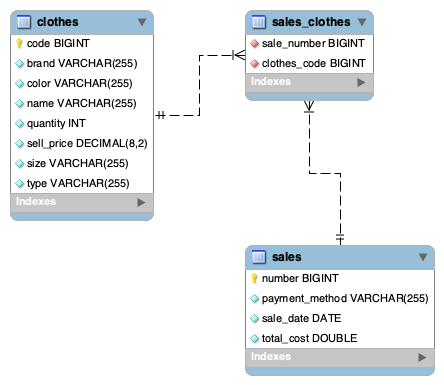 clothes
code BIGINT
brand VARCHAR(255)
color VARCHAR(255)
name VARCHAR(255)
quantity INT
sell_price DECIMAL(8,2)
size VARCHAR(255)
type VARCHAR(255)
Indexes
sales_clothes
sale_number BIGINT
clothes_code BIGINT
Indexes
sales
number BIGINT
payment_method VARCHAR(255)
sale_date DATE
total_cost DOUBLE
Indexes